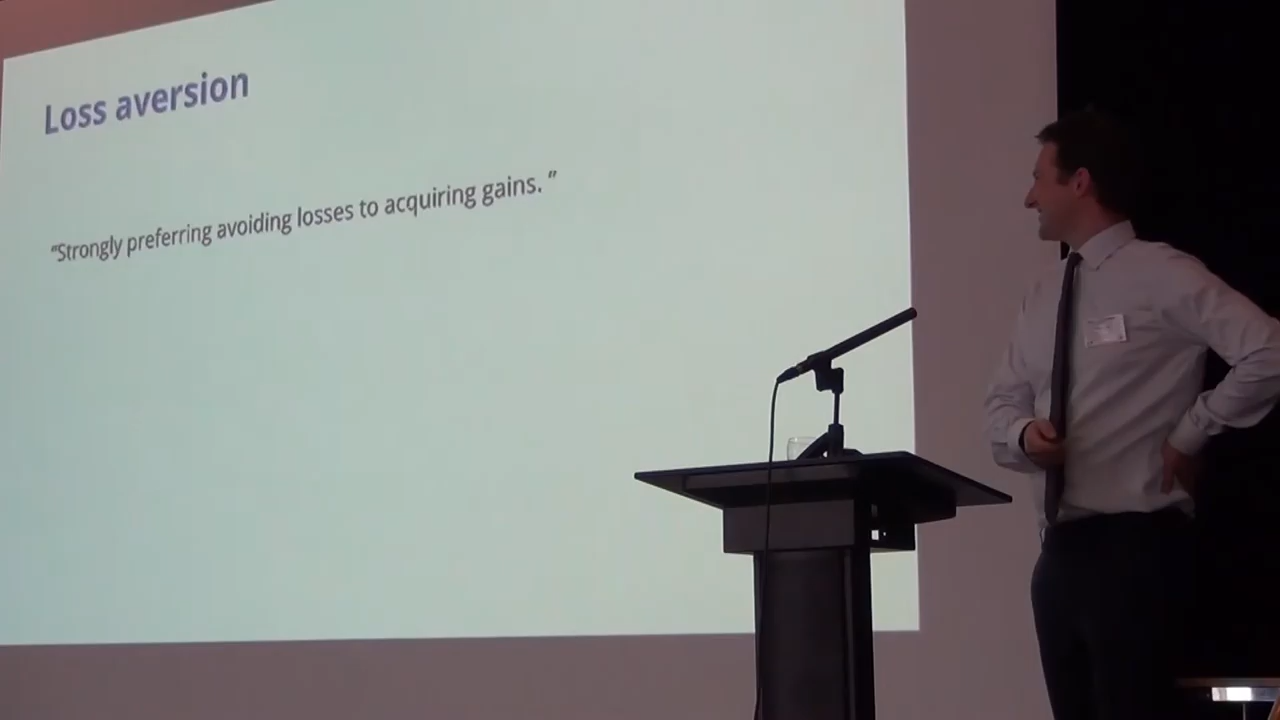 Loss aversion
“Strongly preferring avoiding losses to acquiring gains. ”